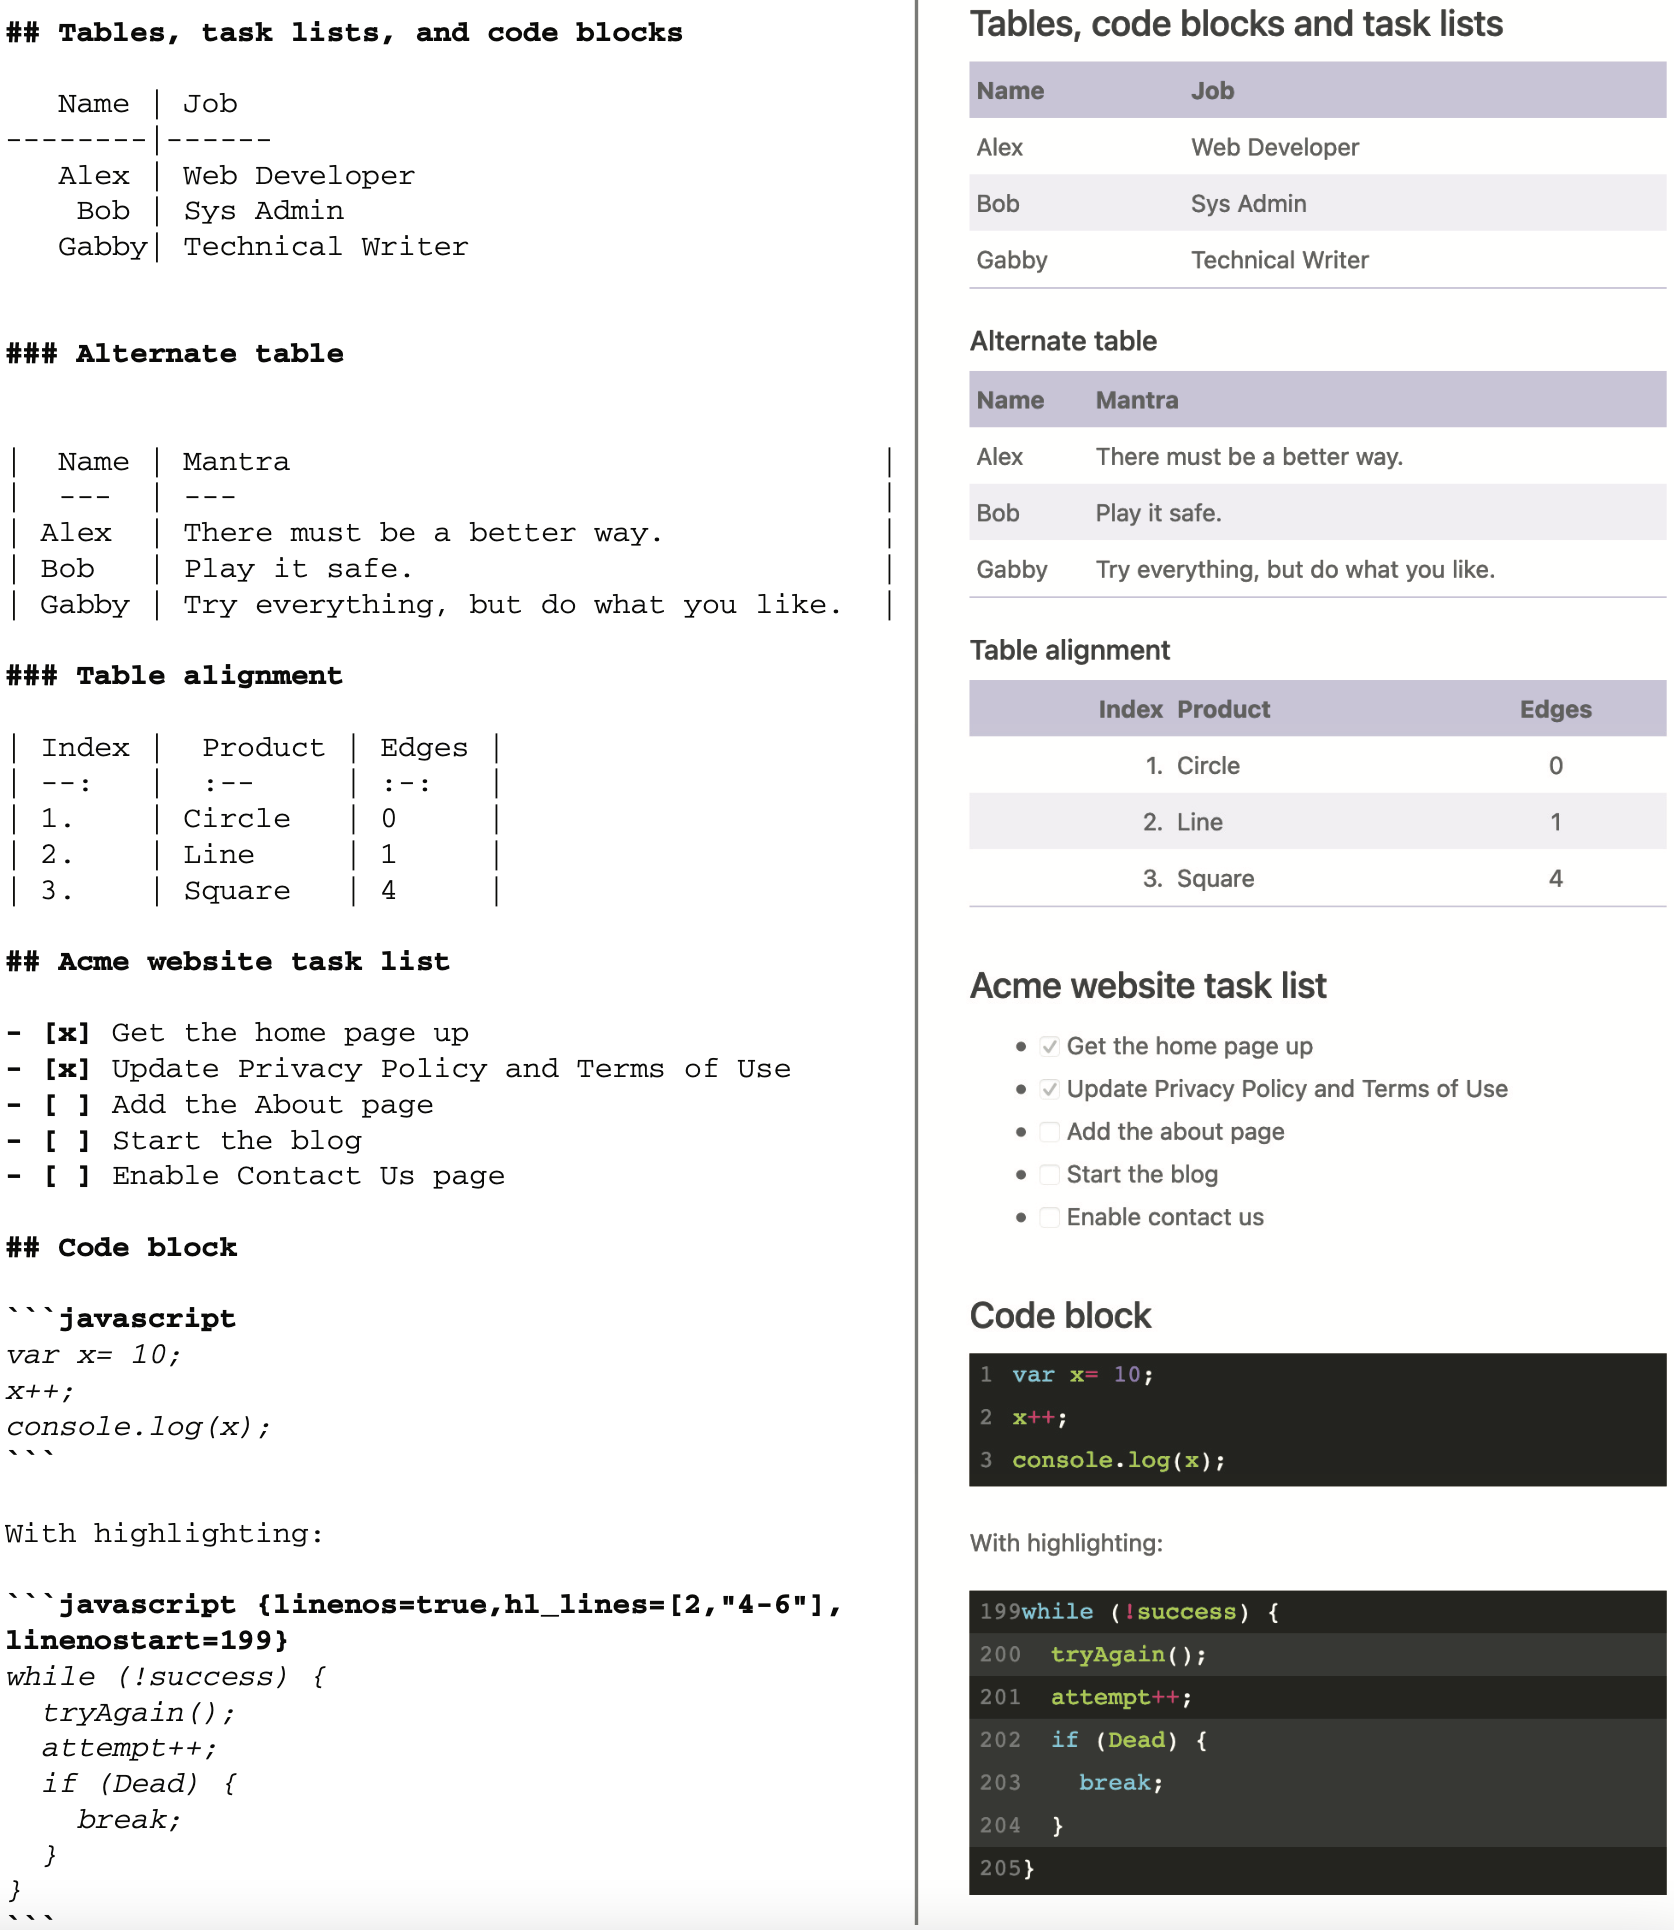 ## Tables, task lists, and code blocks
   Name | Job
--------|------
   Alex | Web Developer
    Bob | Sys Admin
   Gabby| Technical Writer
### Alternate table
|  Name | Mantra                                  |
|  ---  | ---                                     |
| Alex  | There must be a better way.             |
| Bob   | Play it safe.                           |
| Gabby | Try everything, but do what you like.   |
### Table alignment
| Index |  Product | Edges |
| --:   |  :--     | :-:   |
| 1.    | Circle   | 0     |
| 2.    | Line     | 1     |
| 3.    | Square   | 4     |
## Acme website task list
- [x] Get the home page up
- [x] Update Privacy Policy and Terms of Use
- [ ] Add the About page
- [ ] Start the blog
- [ ] Enable Contact Us page
## Code block
```javascript
var x= 10;
x++;
console.log(x);
```
With highlighting:
```javascript {linenos=true,hl_lines=[2,"4-6"],
linenostart=199}
while (!success) {
  tryAgain();
  attempt++;
  if (Dead) {
    break;
  }
}
```
Tables, code blocks and task lists
Name Job
Alex Web Developer
Bob Sys Admin
Gabby Technical Writer
Alternate table
Name Mantra
Alex There must be a better way.
Bob Play it safe.
Gabby Try everything, but do what you like.
Table alignment
Index Product Edges
1. Circle 0
2. Line 1
3. Square 4
Acme website task list
• Get the home page up
• Update Privacy Policy and Terms of Use
• Add the about page
• Start the blog
• Enable contact us
Code block
1 var x= 10;
2 x++;
3 console.log(x);
With highlighting:
199while (!success) {
200  tryAgain();
201  attempt++;
202  if (Dead) {
203    break;
204  }
205}